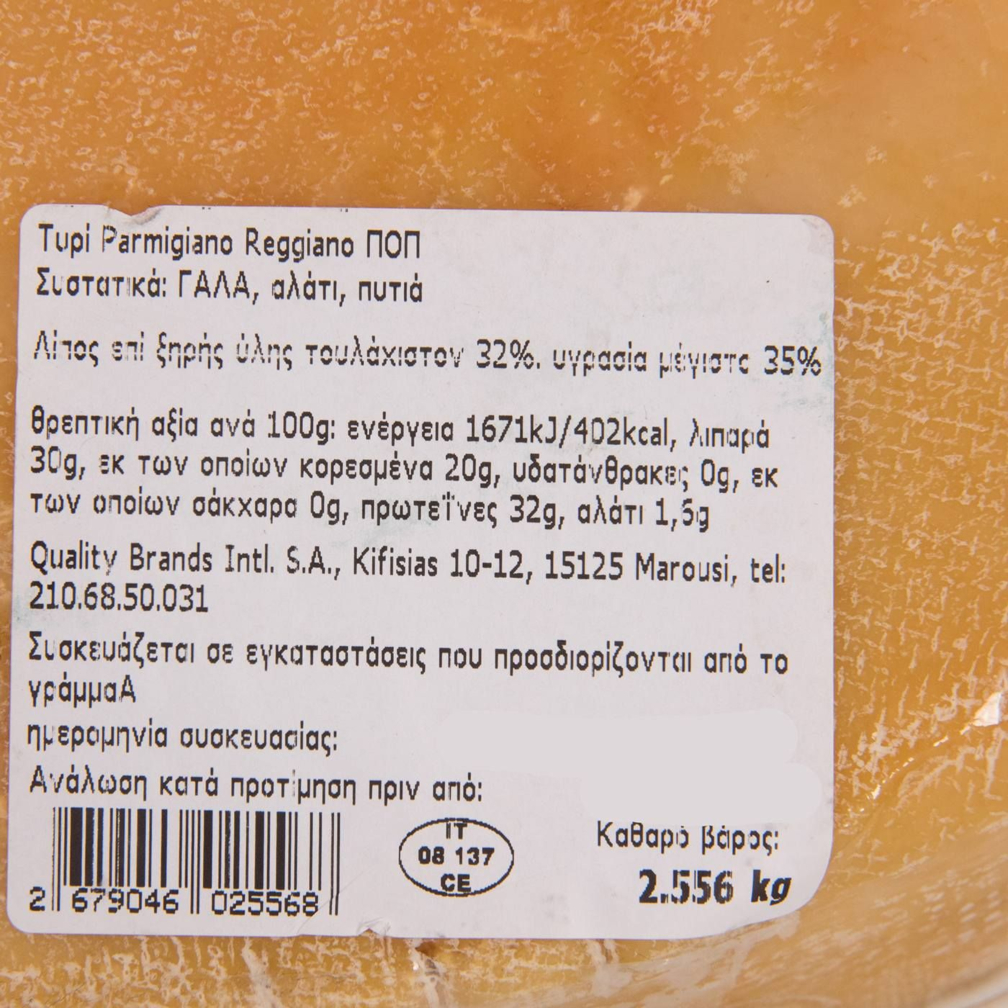 Τυρί Parmigiano Reggiano ΠΟΠ
Συστατικά: ΓΑΛΑ, αλάτι, πυτιά
Λίπος επί ξηρής ύλης τουλάχιστον 32%. υγρασία μέγιστο 35%
θρεπτική αξία ανά 100g: ενέργεια 1671kJ/402kcal, λιπαρά
30g, εκ των οποίων κορεσμένα 20g, υδατάνθρακες 0g, εκ
των οποίων σάκχαρα 0g, πρωτεΐνες 32g, αλάτι
Quality Brands Intl. S.A., Kifisias 10-12, 15125 Marousi, tel:
210.68.50.031
Συσκευάζεται σε εγκαταστάσεις που προσδιορίζονται από το
γράμμαΑ
ημερομηνία συσκευασίας:
Ανάλωση κατά προτίμηση πριν από:
2 679046 025568
IT
08 137
CE
Καθαρό βάρος:
2.556 kg